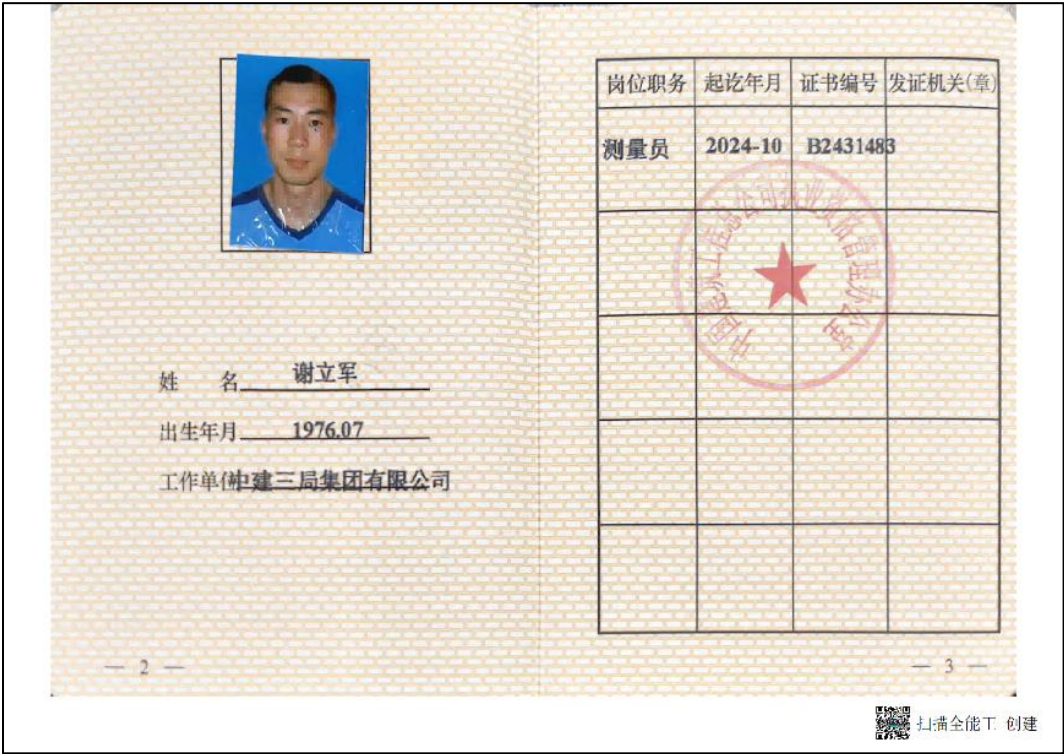 姓 名 谢立军
出生年月 1976.07
工作单位 中建三局集团有限公司
— 2 —
岗位职务 起讫年月 证书编号 发证机关(章)
测量员 2024-10 B2431483
— 3 —
扫描全能王 创建